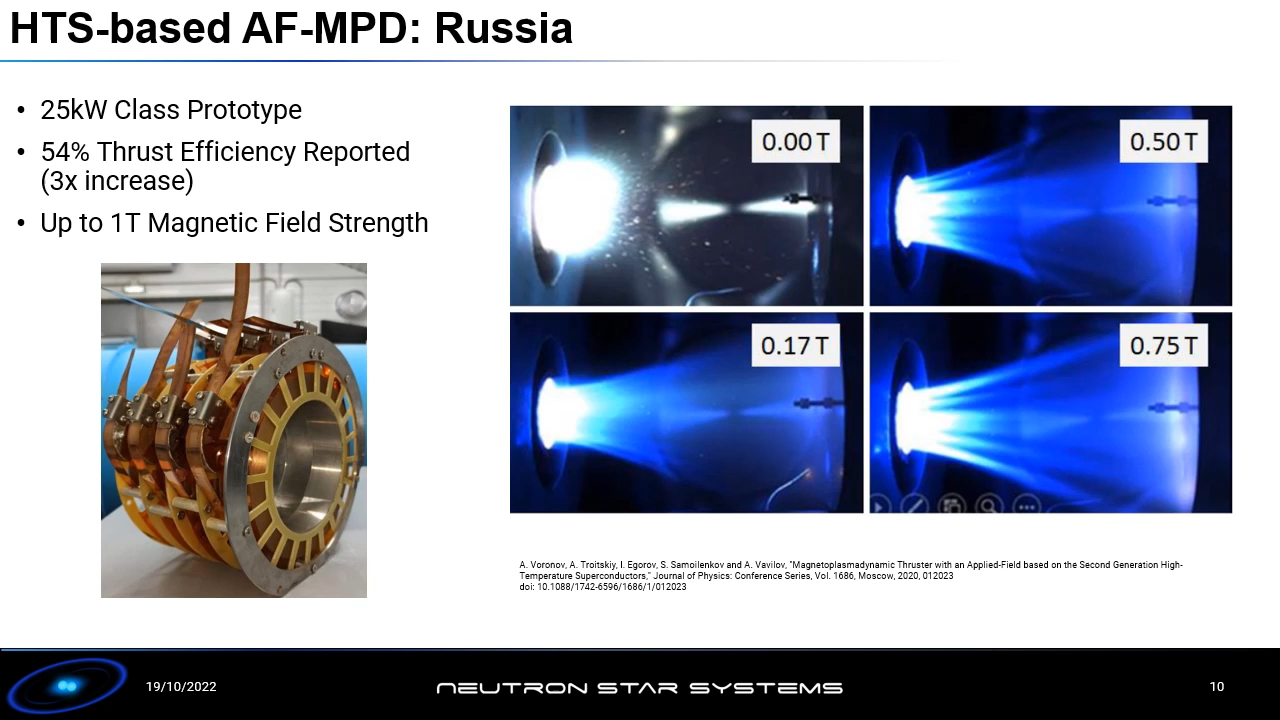 HTS-based AF-MPD: Russia
• 25kW Class Prototype
• 54% Thrust Efficiency Reported
(3x increase)
• Up to 1T Magnetic Field Strength
0.00 T
0.50 T
0.17 T
0.75 T
A. Voronov, A. Troitskiy, I. Egorov, S. Samoilenkov and A. Vavilov, "Magnetoplasmadynamic Thruster with an Applied-Field based on the Second Generation High-
Temperature Superconductors," Journal of Physics: Conference Series, Vol. 1686, Moscow, 2020, 012023
doi: 10.1088/1742-6596/1686/1/012023
19/10/2022
NEUTRON STAR SYSTEMS
10